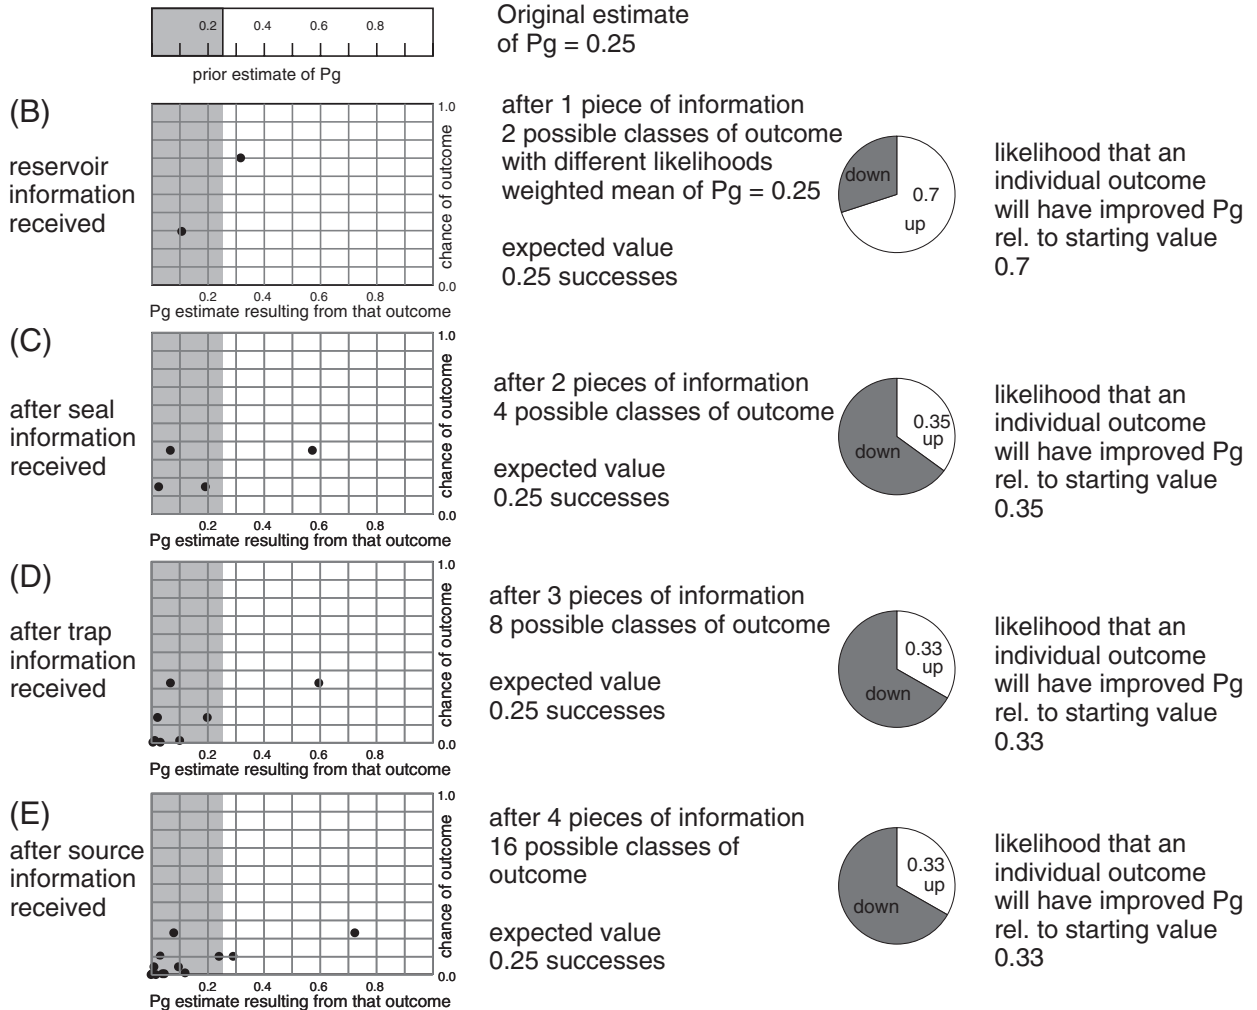 0.2 0.4 0.6 0.8
prior estimate of Pg
Original estimate
of Pg = 0.25
(B)
reservoir
information
received
1.0
chance of outcome
0.0
0.2 0.4 0.6 0.8
Pg estimate resulting from that outcome
after 1 piece of information
2 possible classes of outcome
with different likelihoods
weighted mean of Pg = 0.25
expected value
0.25 successes
down
0.7
up
likelihood that an
individual outcome
will have improved Pg
rel. to starting value
0.7
(C)
after seal
information
received
1.0
chance of outcome
0.0
0.2 0.4 0.6 0.8
Pg estimate resulting from that outcome
after 2 pieces of information
4 possible classes of outcome
expected value
0.25 successes
0.35
up
down
likelihood that an
individual outcome
will have improved Pg
rel. to starting value
0.35
(D)
after trap
information
received
1.0
chance of outcome
0.0
0.2 0.4 0.6 0.8
Pg estimate resulting from that outcome
after 3 pieces of information
8 possible classes of outcome
expected value
0.25 successes
0.33
up
down
likelihood that an
individual outcome
will have improved Pg
rel. to starting value
0.33
(E)
after source
information
received
1.0
chance of outcome
0.0
0.2 0.4 0.6 0.8
Pg estimate resulting from that outcome
after 4 pieces of information
16 possible classes of
outcome
expected value
0.25 successes
0.33
up
down
likelihood that an
individual outcome
will have improved Pg
rel. to starting value
0.33